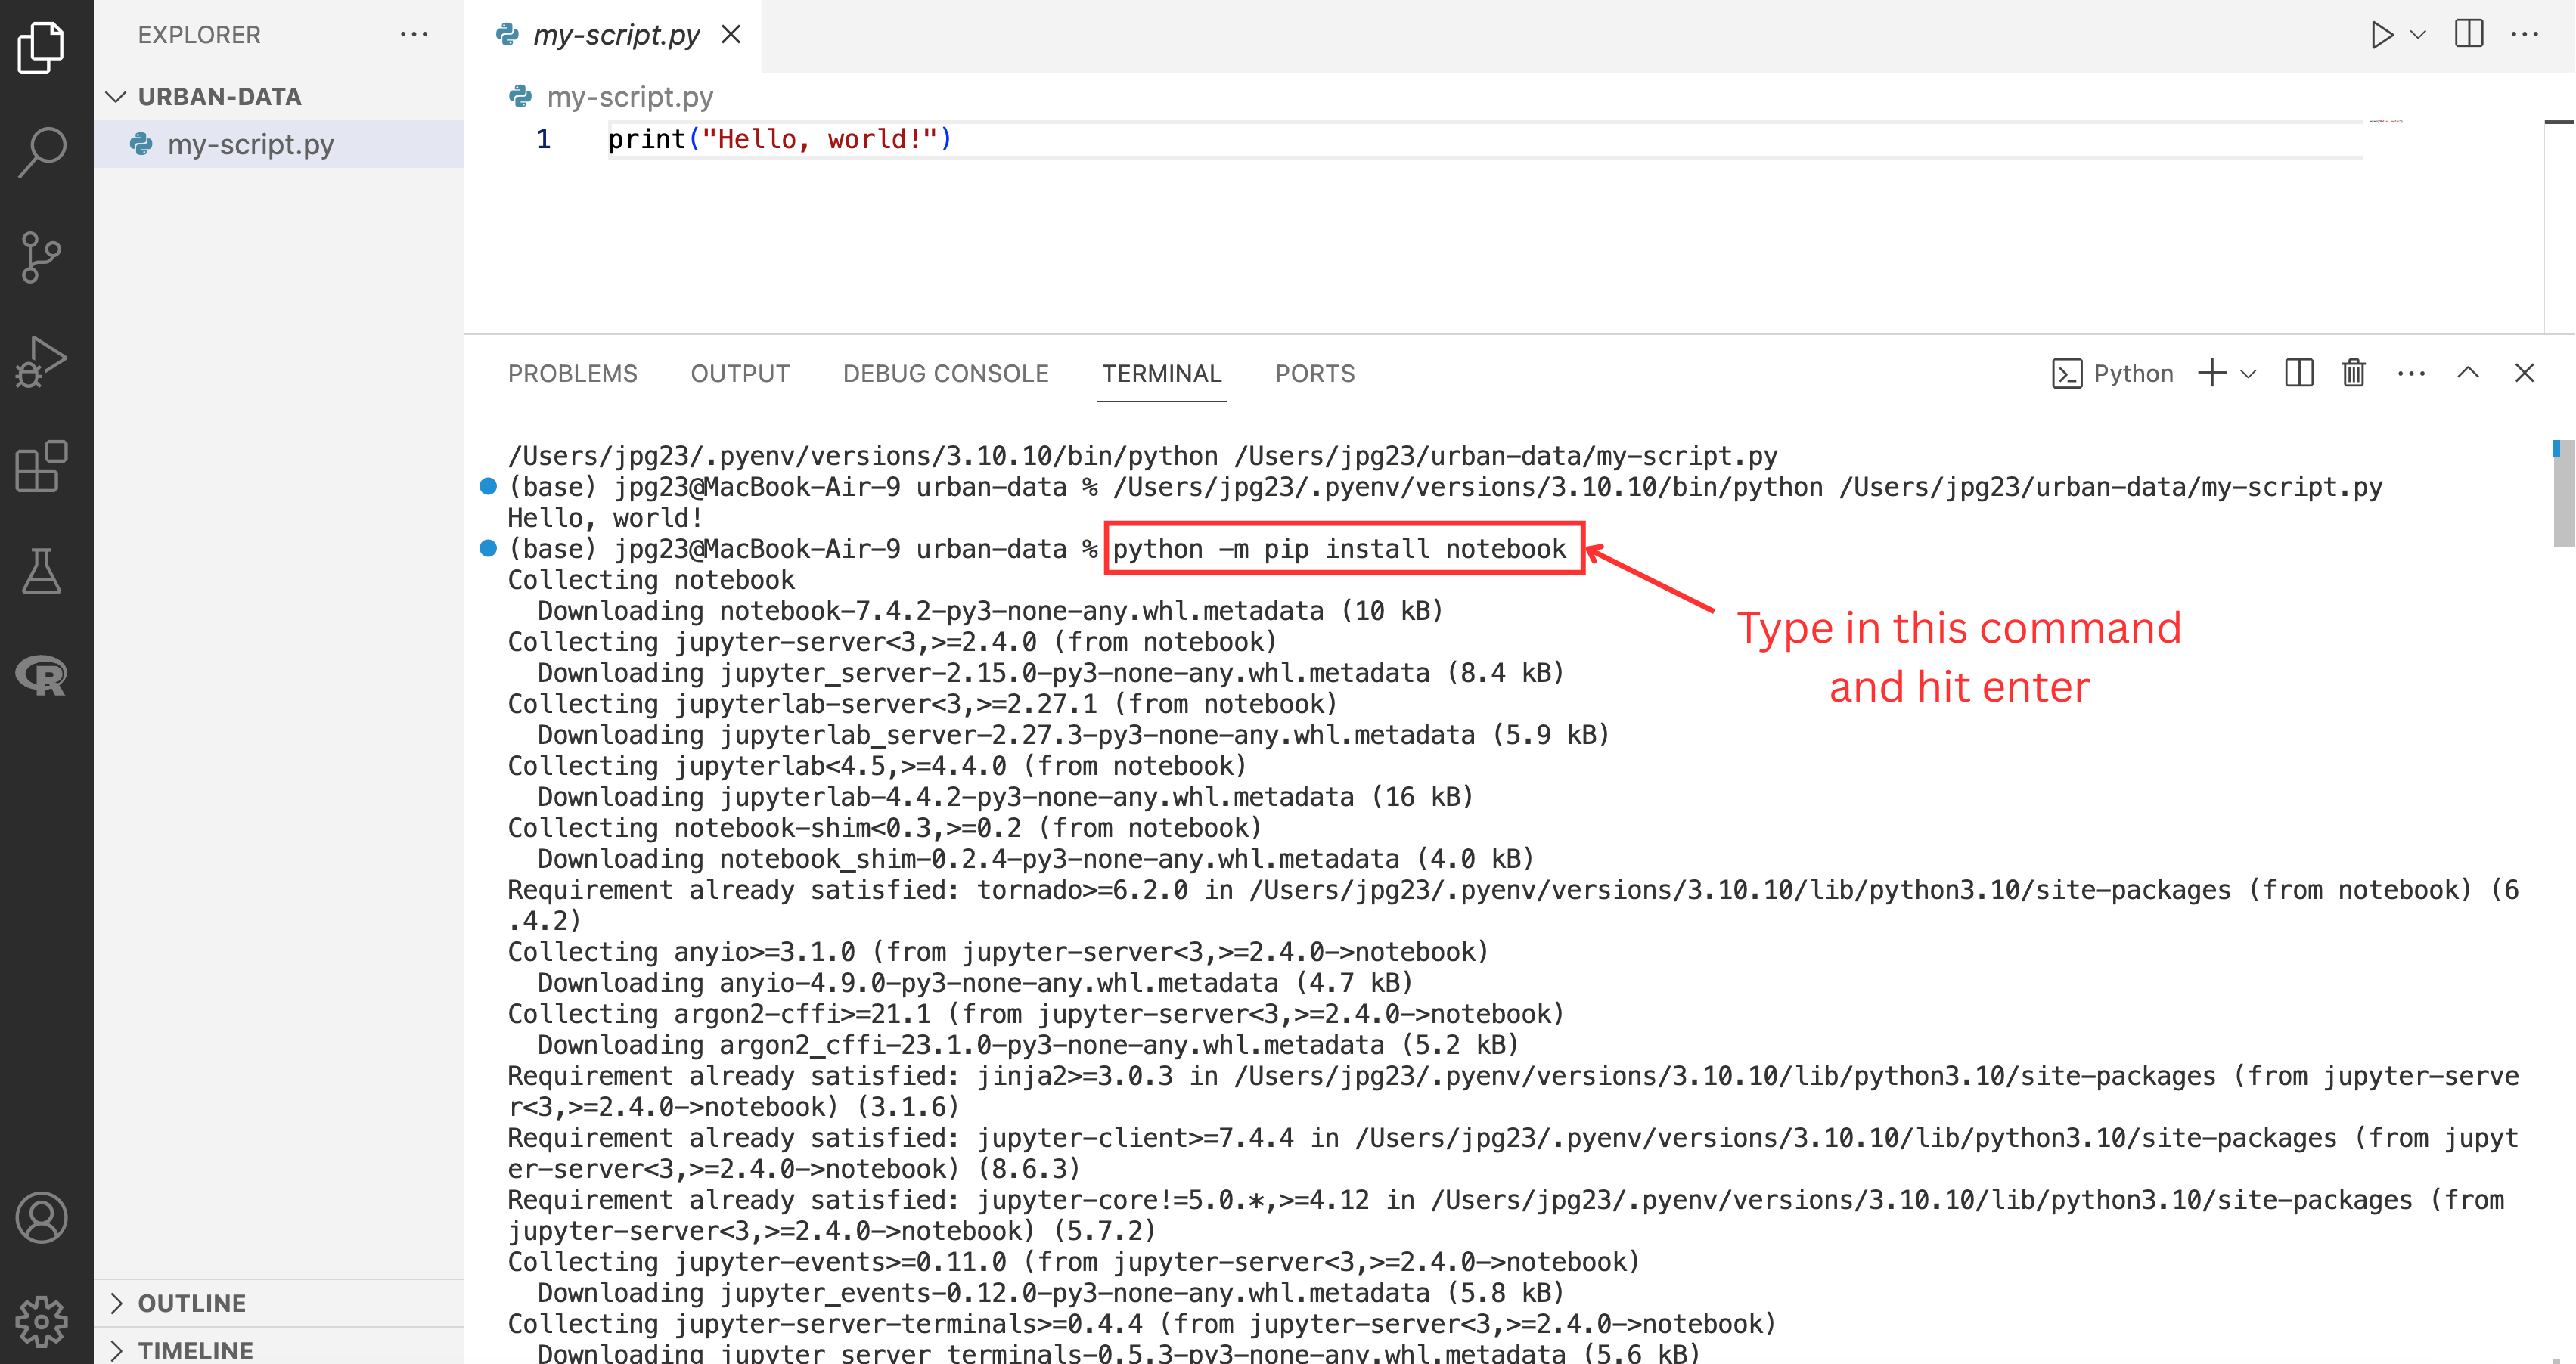 EXPLORER
my-script.py
URBAN-DATA
my-script.py
my-script.py
1 print("Hello, world!")
PROBLEMS OUTPUT DEBUG CONSOLE TERMINAL PORTS Python
/Users/jpg23/.pyenv/versions/3.10.10/bin/python /Users/jpg23/urban-data/my-script.py
(base) jpg23@MacBook-Air-9 urban-data % /Users/jpg23/.pyenv/versions/3.10.10/bin/python /Users/jpg23/urban-data/my-script.py
Hello, world!
(base) jpg23@MacBook-Air-9 urban-data % python -m pip install notebook
Collecting notebook
  Downloading notebook-7.4.2-py3-none-any.whl.metadata (10 kB)
Collecting jupyter-server<3,>=2.4.0 (from notebook)
  Downloading jupyter_server-2.15.0-py3-none-any.whl.metadata (8.4 kB)
Collecting jupyterlab-server<3,>=2.27.1 (from notebook)
  Downloading jupyterlab_server-2.27.3-py3-none-any.whl.metadata (5.9 kB)
Collecting jupyterlab<4.5,>=4.4.0 (from notebook)
  Downloading jupyterlab-4.4.2-py3-none-any.whl.metadata (16 kB)
Collecting notebook-shim<0.3,>=0.2 (from notebook)
  Downloading notebook_shim-0.2.4-py3-none-any.whl.metadata (4.0 kB)
Requirement already satisfied: tornado>=6.2.0 in /Users/jpg23/.pyenv/versions/3.10.10/lib/python3.10/site-packages (from notebook) (6
.4.2)
Collecting anyio>=3.1.0 (from jupyter-server<3,>=2.4.0->notebook)
  Downloading anyio-4.9.0-py3-none-any.whl.metadata (4.7 kB)
Collecting argon2-cffi>=21.1 (from jupyter-server<3,>=2.4.0->notebook)
  Downloading argon2_cffi-23.1.0-py3-none-any.whl.metadata (5.2 kB)
Requirement already satisfied: jinja2>=3.0.3 in /Users/jpg23/.pyenv/versions/3.10.10/lib/python3.10/site-packages (from jupyter-serve
r<3,>=2.4.0->notebook) (3.1.6)
Requirement already satisfied: jupyter-client>=7.4.4 in /Users/jpg23/.pyenv/versions/3.10.10/lib/python3.10/site-packages (from jupyt
er-server<3,>=2.4.0->notebook) (8.6.3)
Requirement already satisfied: jupyter-core!=5.0.*,>=4.12 in /Users/jpg23/.pyenv/versions/3.10.10/lib/python3.10/site-packages (from
jupyter-server<3,>=2.4.0->notebook) (5.7.2)
Collecting jupyter-events>=0.11.0 (from jupyter-server<3,>=2.4.0->notebook)
  Downloading jupyter_events-0.12.0-py3-none-any.whl.metadata (5.8 kB)
Collecting jupyter-server-terminals>=0.4.4 (from jupyter-server<3,>=2.4.0->notebook)
  Downloading jupyter_server_terminals-0.5.3-py3-none-any.whl.metadata (5.6 kB)
Type in this command
and hit enter
R
OUTLINE
TIMELINE